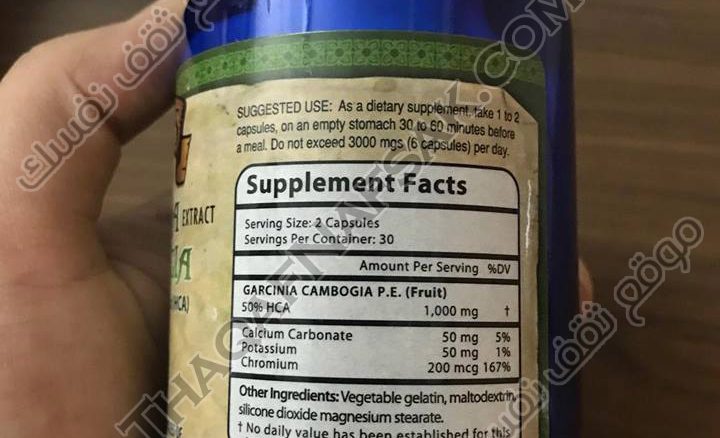 SUGGESTED USE: As a dietary supplement, take 1 to 2
capsules, on an empty stomach 30 to 60 minutes before
a meal. Do not exceed 3000 mgs (6 capsules) per day.
Supplement Facts
Serving Size: 2 Capsules
Servings Per Container: 30
Amount Per Serving %DV
GARCINIA CAMBOGIA P.E. (Fruit)
50% HCA 1,000 mg †
Calcium Carbonate 50 mg 5%
Potassium 50 mg 1%
Chromium 200 mcg 167%
Other Ingredients: Vegetable gelatin, maltodextrin,
silicone dioxide magnesium stearate.
† No daily value has been established for this
EXTRACT
HCA)
موقع ثقف نفسك
THAQAFNAFSAK.COM
موقع ثقف نفسك